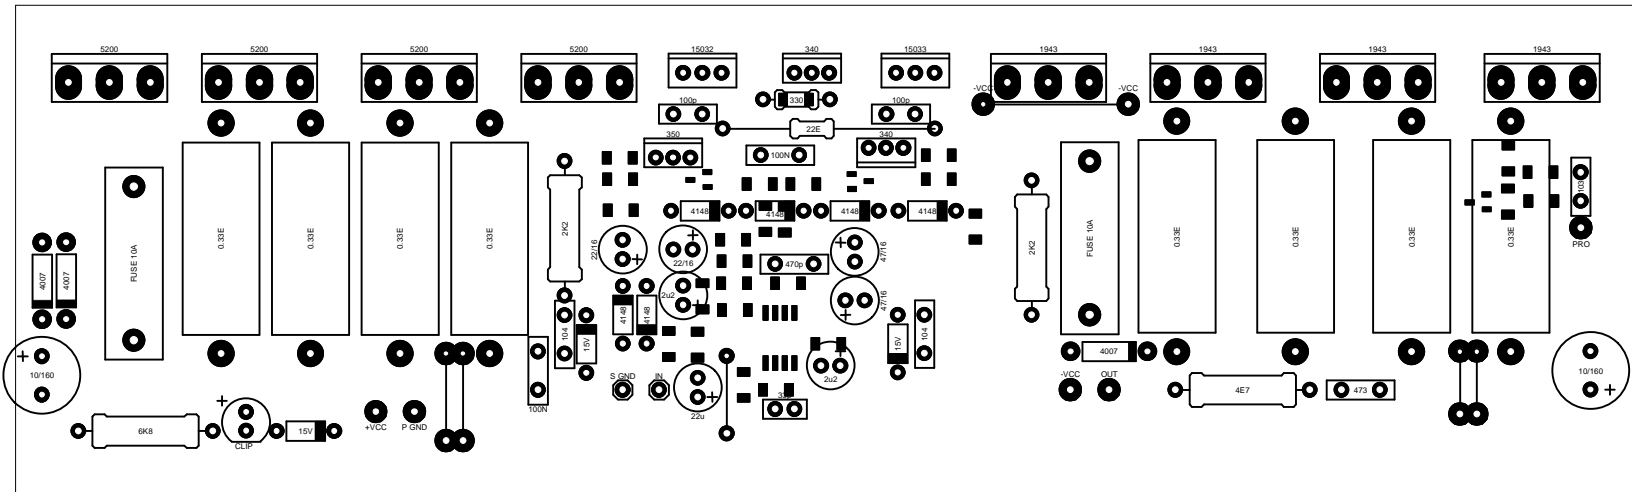 5200 5200 5200 5200 15032 340 15033 1943 1943 1943 1943
-VCC -VCC
100p 330 100p
22E
350 340
100N
103
4148 4148 4148 4148
FUSE 10A 0.33E 0.33E 0.33E 0.33E 2K2 2K2 FUSE 10A 0.33E 0.33E 0.33E 0.33E
PRO
22/16 22/16 47/16
4007 4007 470p
2u2 47/16
4148 4148
104 15V 15V 104
4007
10/160 10/160
S GND IN 2u2 -VCC OUT
4E7 473
100N 22u
+VCC P GND
6K8 15V
CLIP